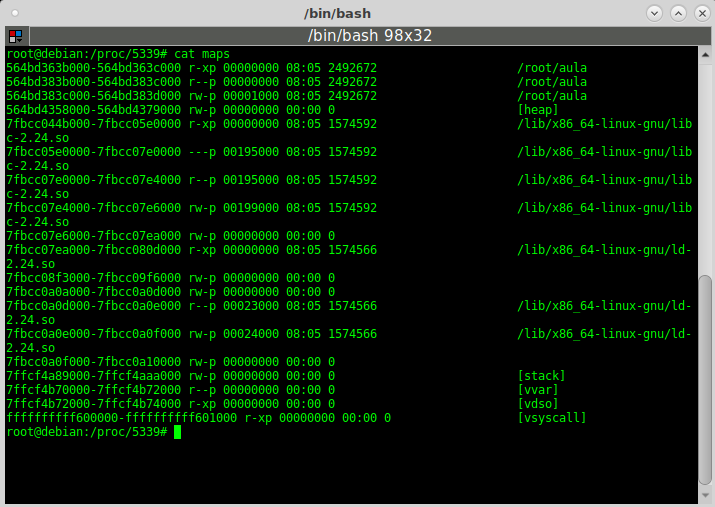 /bin/bash
/bin/bash 98x32
root@debian:/proc/5339# cat maps
564bd363b000-564bd363c000 r-xp 00000000 08:05 2492672 /root/aula
564bd383b000-564bd383c000 r--p 00000000 08:05 2492672 /root/aula
564bd383c000-564bd383d000 rw-p 00001000 08:05 2492672 /root/aula
564bd4358000-564bd4379000 rw-p 00000000 00:00 0 [heap]
7fbcc044b000-7fbcc05e0000 r-xp 00000000 08:05 1574592 /lib/x86_64-linux-gnu/lib
c-2.24.so
7fbcc05e0000-7fbcc07e0000 ---p 00195000 08:05 1574592 /lib/x86_64-linux-gnu/lib
c-2.24.so
7fbcc07e0000-7fbcc07e4000 r--p 00195000 08:05 1574592 /lib/x86_64-linux-gnu/lib
c-2.24.so
7fbcc07e4000-7fbcc07e6000 rw-p 00199000 08:05 1574592 /lib/x86_64-linux-gnu/lib
c-2.24.so
7fbcc07e6000-7fbcc07ea000 rw-p 00000000 00:00 0
7fbcc07ea000-7fbcc080d000 r-xp 00000000 08:05 1574566 /lib/x86_64-linux-gnu/ld-
2.24.so
7fbcc08f3000-7fbcc09f6000 rw-p 00000000 00:00 0
7fbcc0a0a000-7fbcc0a0d000 rw-p 00000000 00:00 0
7fbcc0a0d000-7fbcc0a0e000 r--p 00023000 08:05 1574566 /lib/x86_64-linux-gnu/ld-
2.24.so
7fbcc0a0e000-7fbcc0a0f000 rw-p 00024000 08:05 1574566 /lib/x86_64-linux-gnu/ld-
2.24.so
7fbcc0a0f000-7fbcc0a10000 rw-p 00000000 00:00 0
7ffcf4a89000-7ffcf4aaa000 rw-p 00000000 00:00 0 [stack]
7ffcf4b70000-7ffcf4b72000 r--p 00000000 00:00 0 [vvar]
7ffcf4b72000-7ffcf4b74000 r-xp 00000000 00:00 0 [vdso]
ffffffffff600000-ffffffffff601000 r-xp 00000000 00:00 0 [vsyscall]
root@debian:/proc/5339#